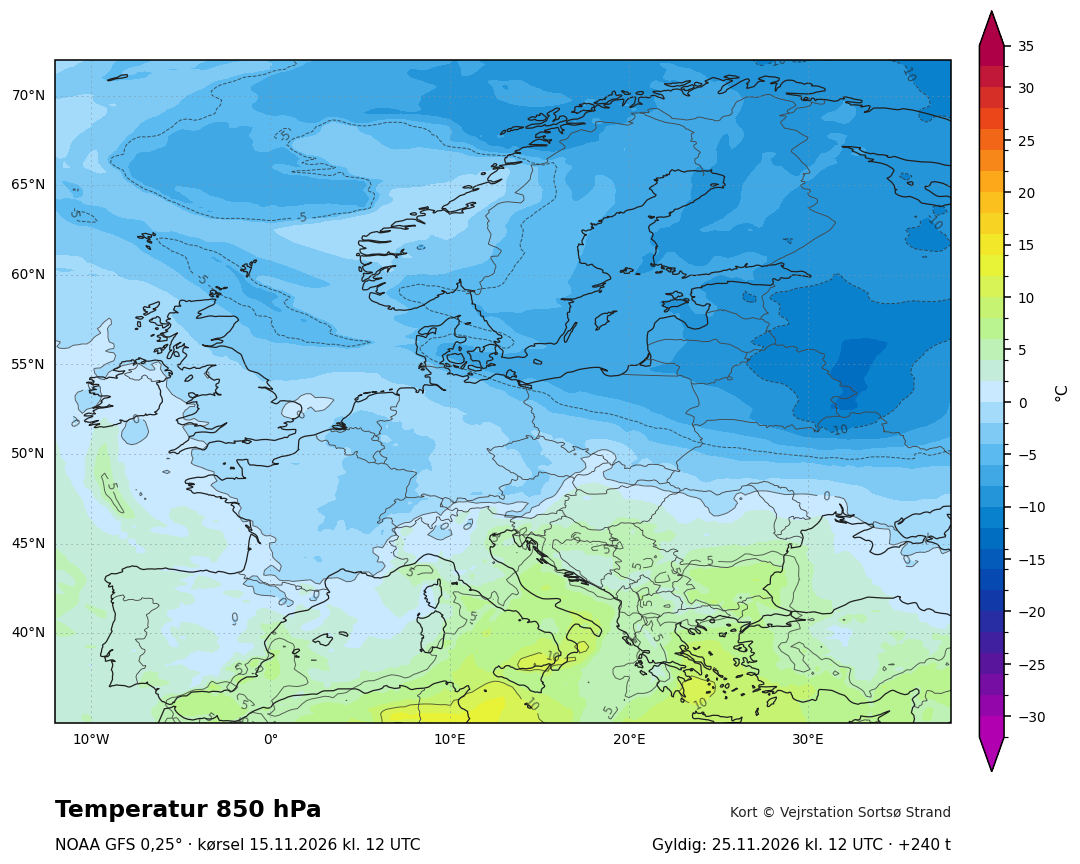 70°N
65°N
60°N
55°N
50°N
45°N
40°N
10°W
0°
10°E
20°E
30°E
35
30
25
20
15
10
5
0
−5
−10
−15
−20
−25
−30
°C
Temperatur 850 hPa
Kort © Vejrstation Sortsø Strand
NOAA GFS 0,25° · kørsel 15.11.2026 kl. 12 UTC
Gyldig: 25.11.2026 kl. 12 UTC · +240 t